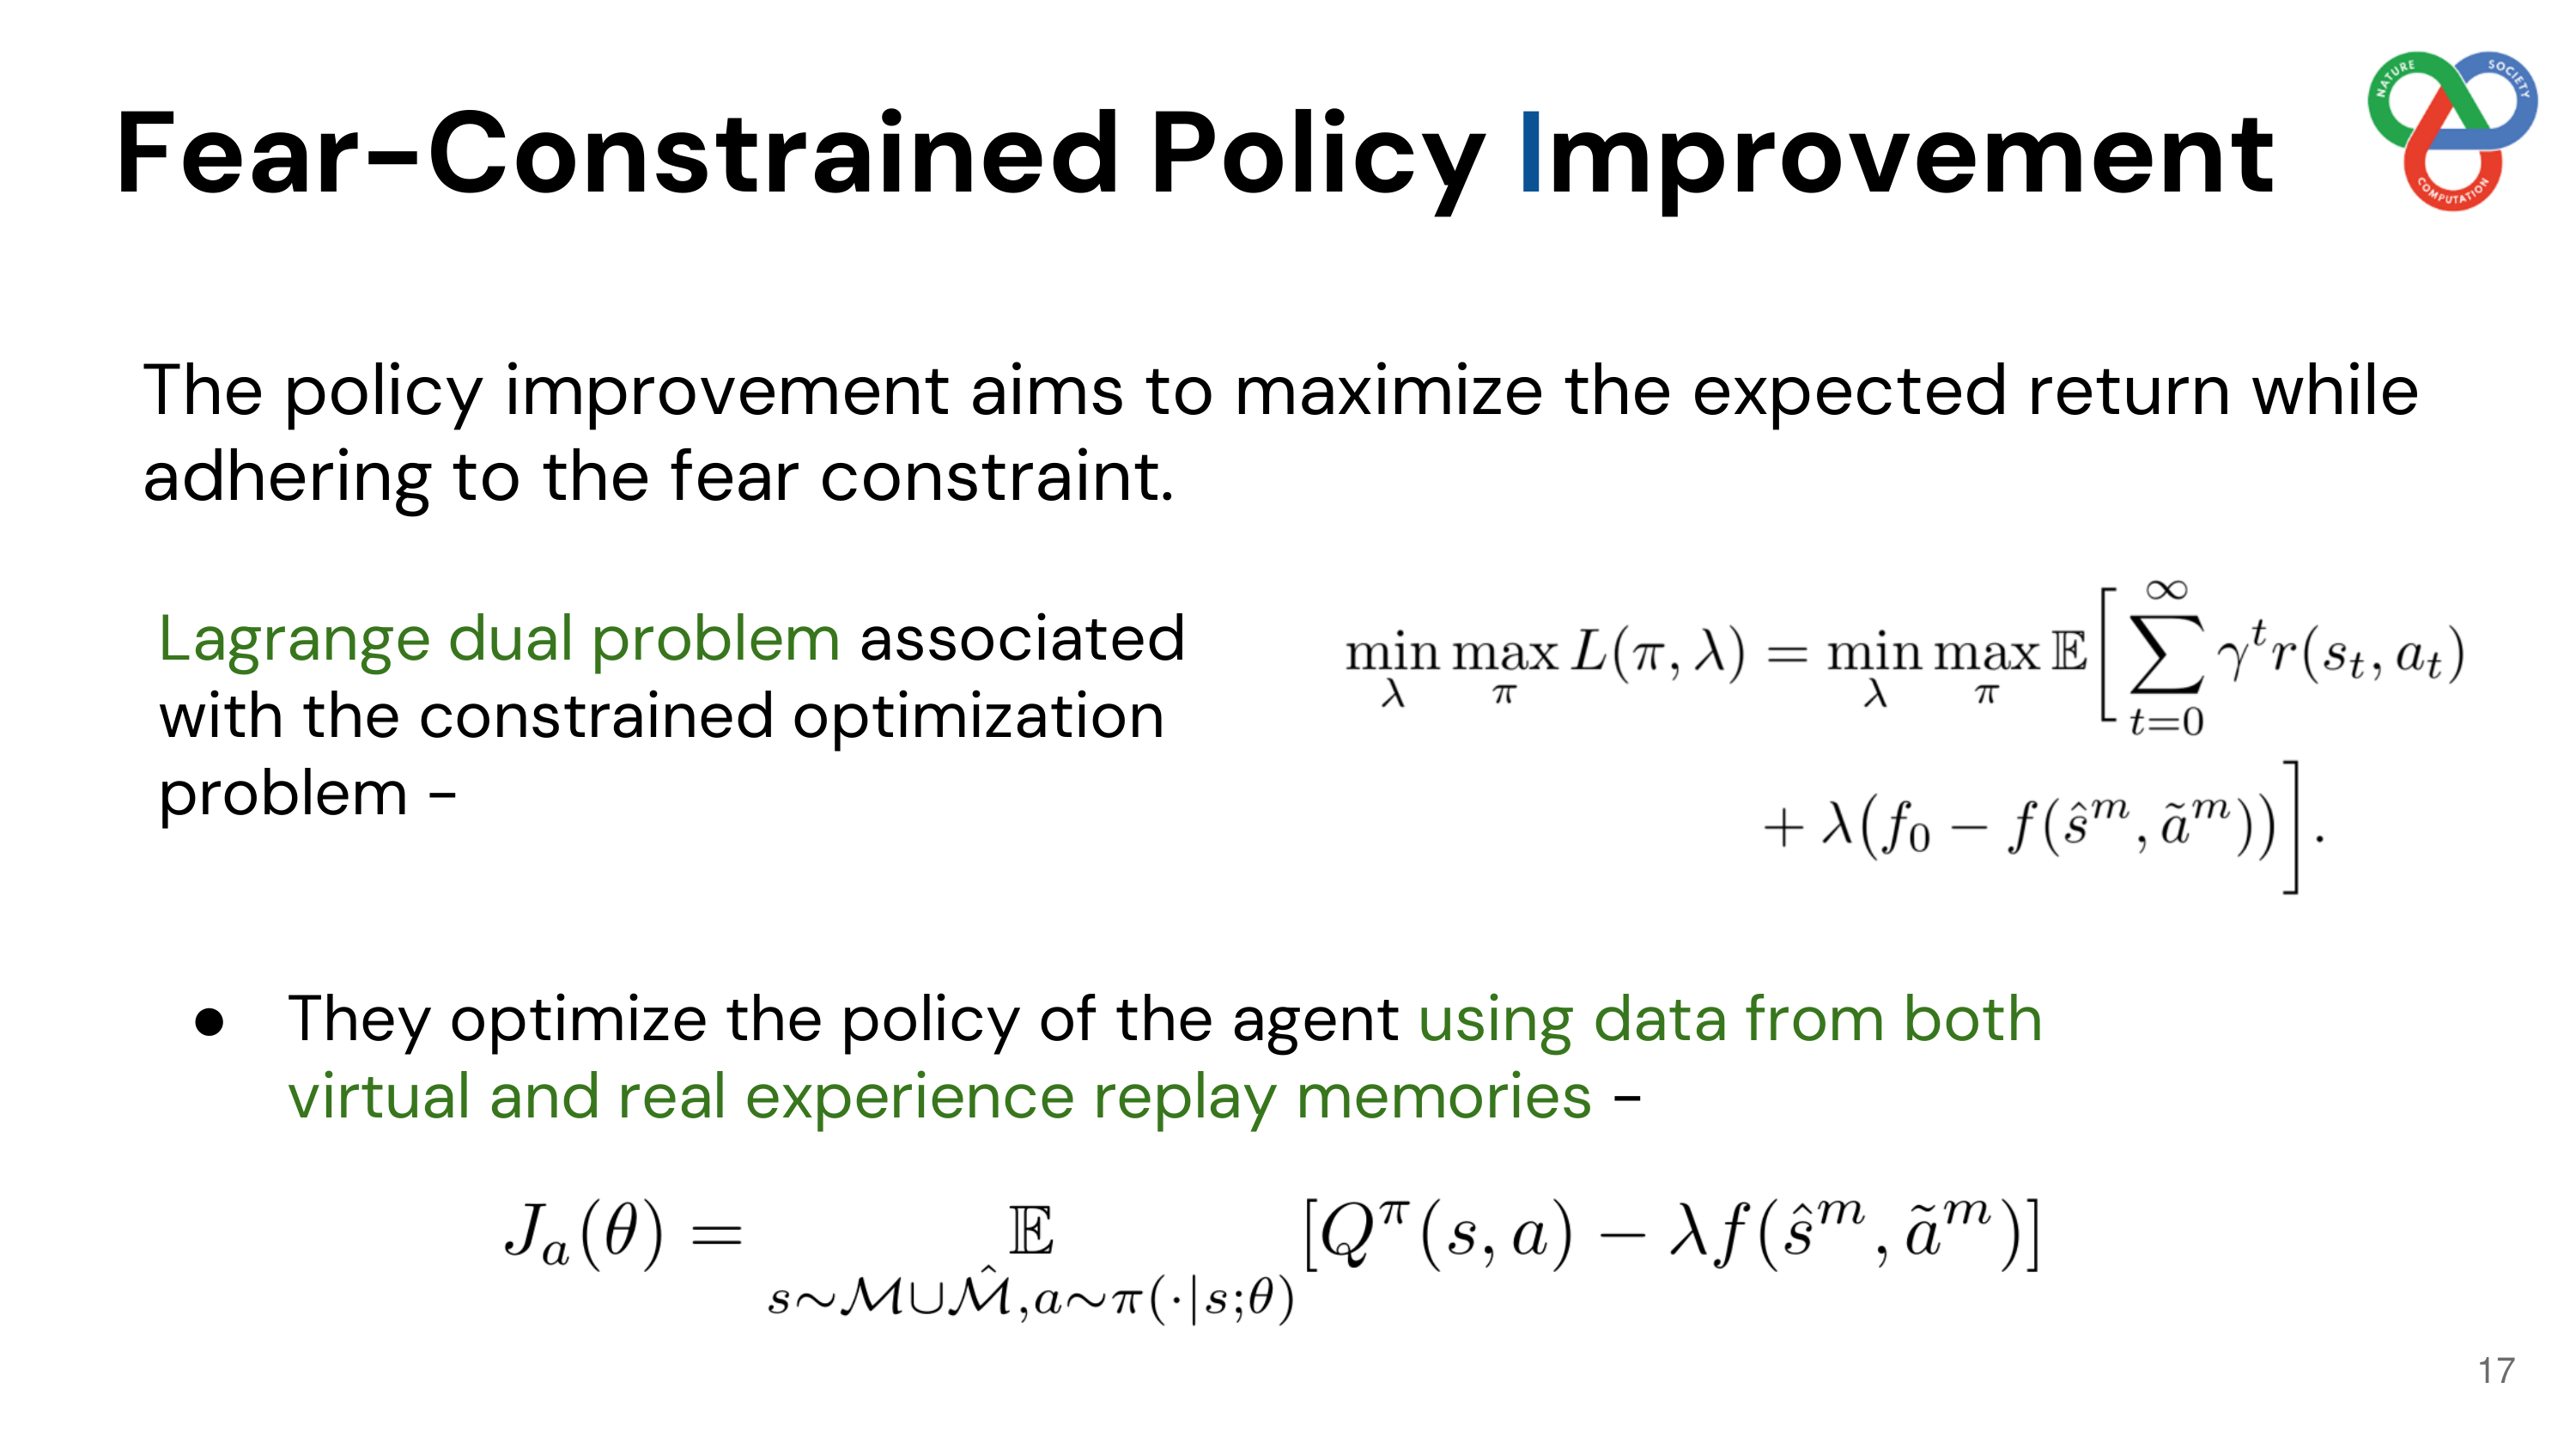 Fear-Constrained Policy Improvement
NATURE
SOCIETY
COMPUTATION
The policy improvement aims to maximize the expected return while
adhering to the fear constraint.
Lagrange dual problem associated
with the constrained optimization
problem -
\min_{\lambda} \max_{\pi} L(\pi, \lambda) = \min_{\lambda} \max_{\pi} \mathbb{E}\Big[ \sum_{t=0}^{\infty} \gamma^t r(s_t, a_t)
+ \lambda(f_0 - f(\hat{s}^m, \tilde{a}^m))\Big].
● They optimize the policy of the agent using data from both
virtual and real experience replay memories -
J_a(\theta) = \mathbb{E}_{s \sim \mathcal{M} \cup \hat{\mathcal{M}}, a \sim \pi(\cdot|s;\theta)} [Q^{\pi}(s, a) - \lambda f(\hat{s}^m, \tilde{a}^m)]
17